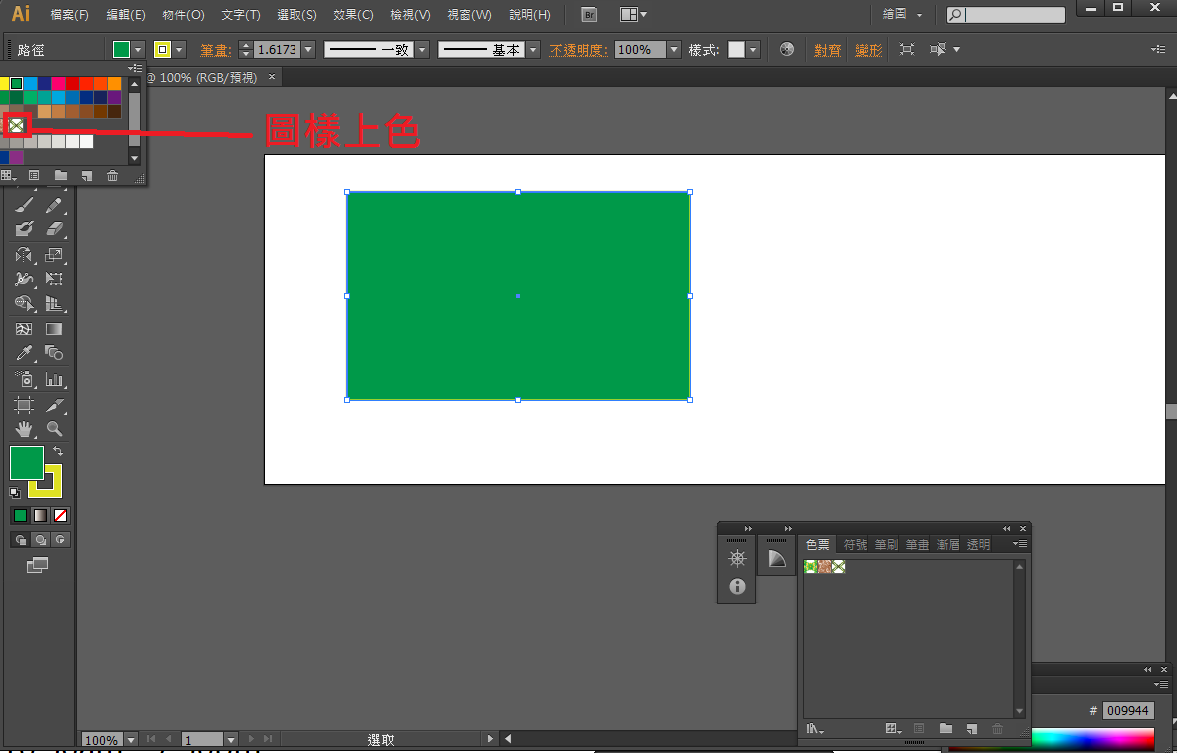 Ai 檔案(F) 編輯(E) 物件(O) 文字(T) 選取(S) 效果(C) 檢視(V) 視窗(W) 說明(H) Br 繪圖
路徑 筆畫: 1.6173 一致 基本 不透明度: 100% 樣式: 對齊 變形
@ 100% (RGB/預視) ×
圖樣上色
色票 符號 筆刷 筆畫 漸層 透明
# 009944
100% 1 選取